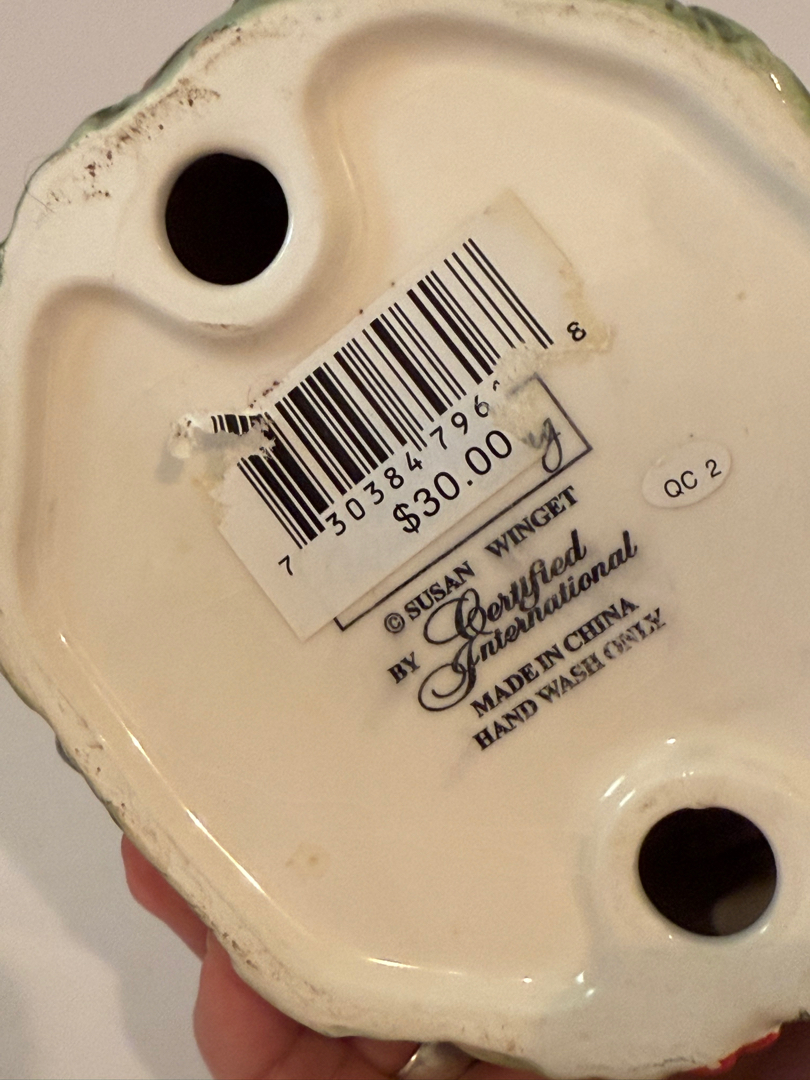 8
7 30384 796
$30.00
© SUSAN WINGET
BY Certified
International
MADE IN CHINA
HAND WASH ONLY
QC 2